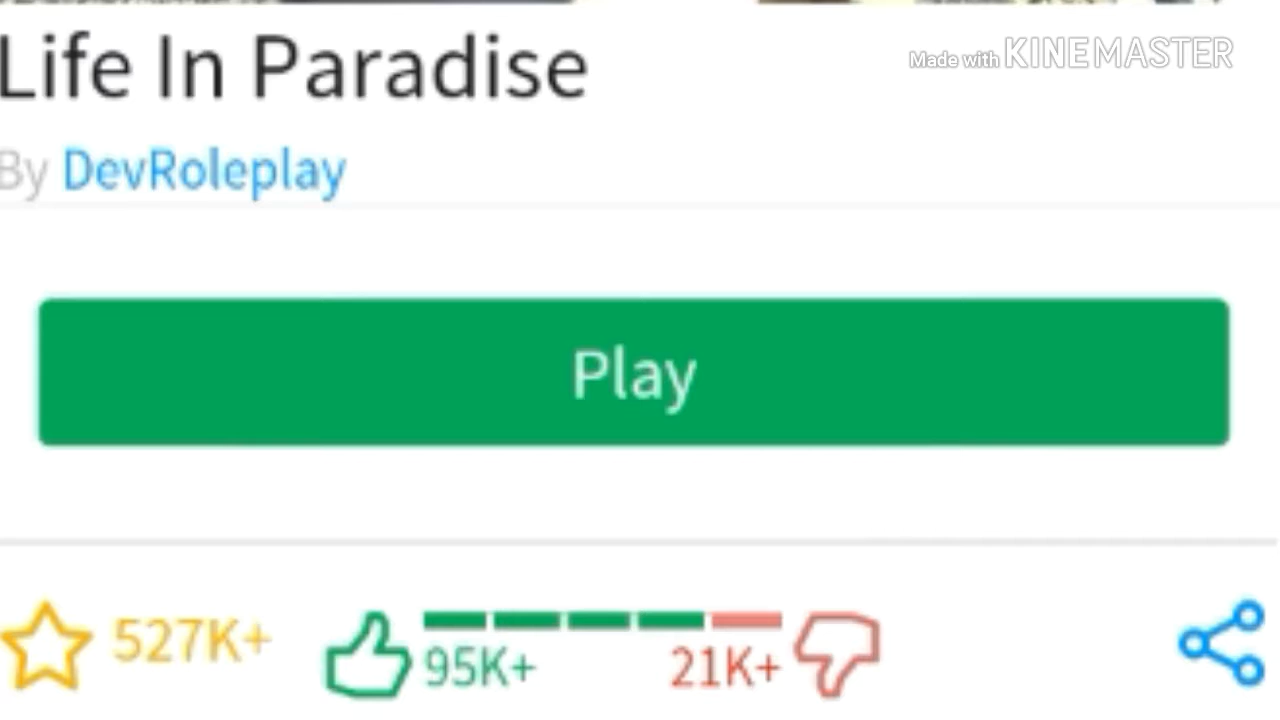 Life In Paradise
Made with KINEMASTER
By DevRoleplay
Play
527K+
95K+
21K+